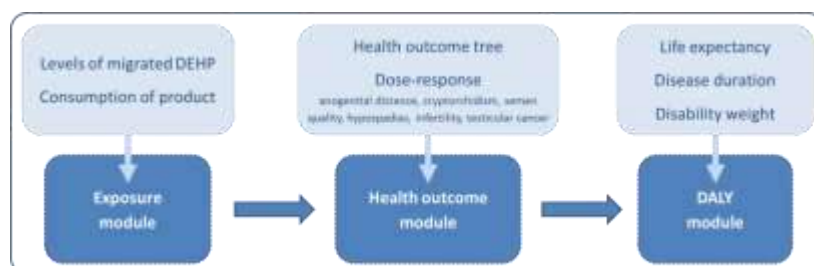 Levels of migrated DEHP
Consumption of product
Exposure
module
Health outcome tree
Dose-response
anogenital distance, cryptorchidism, semen
quality, hypospadias, infertility, testicular cancer
Health outcome
module
Life expectancy
Disease duration
Disability weight
DALY
module